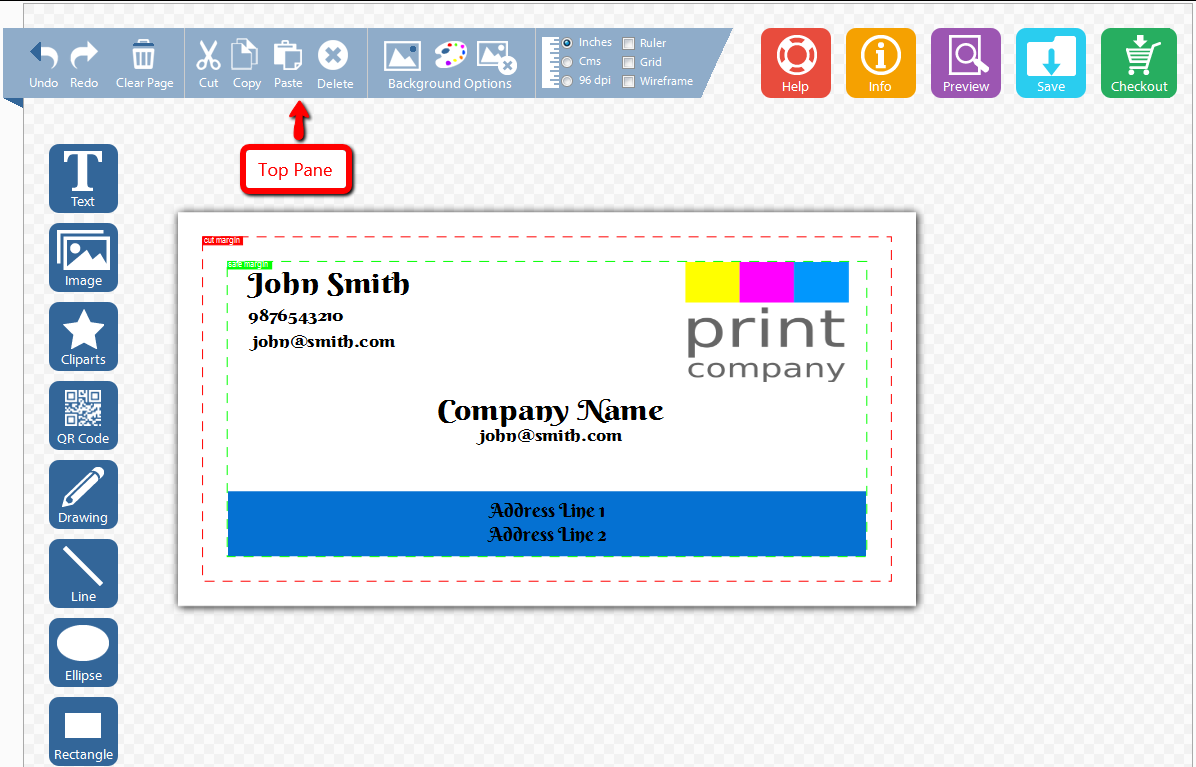 Undo Redo Clear Page Cut Copy Paste Delete Background Options
Inches Ruler
Cms Grid
96 dpi Wireframe
Help Info Preview Save Checkout
Top Pane
Text
Image
Cliparts
QR Code
Drawing
Line
Ellipse
Rectangle
cut margin
safe margin
John Smith
9876543210
john@smith.com
print
company
Company Name
john@smith.com
Address Line 1
Address Line 2